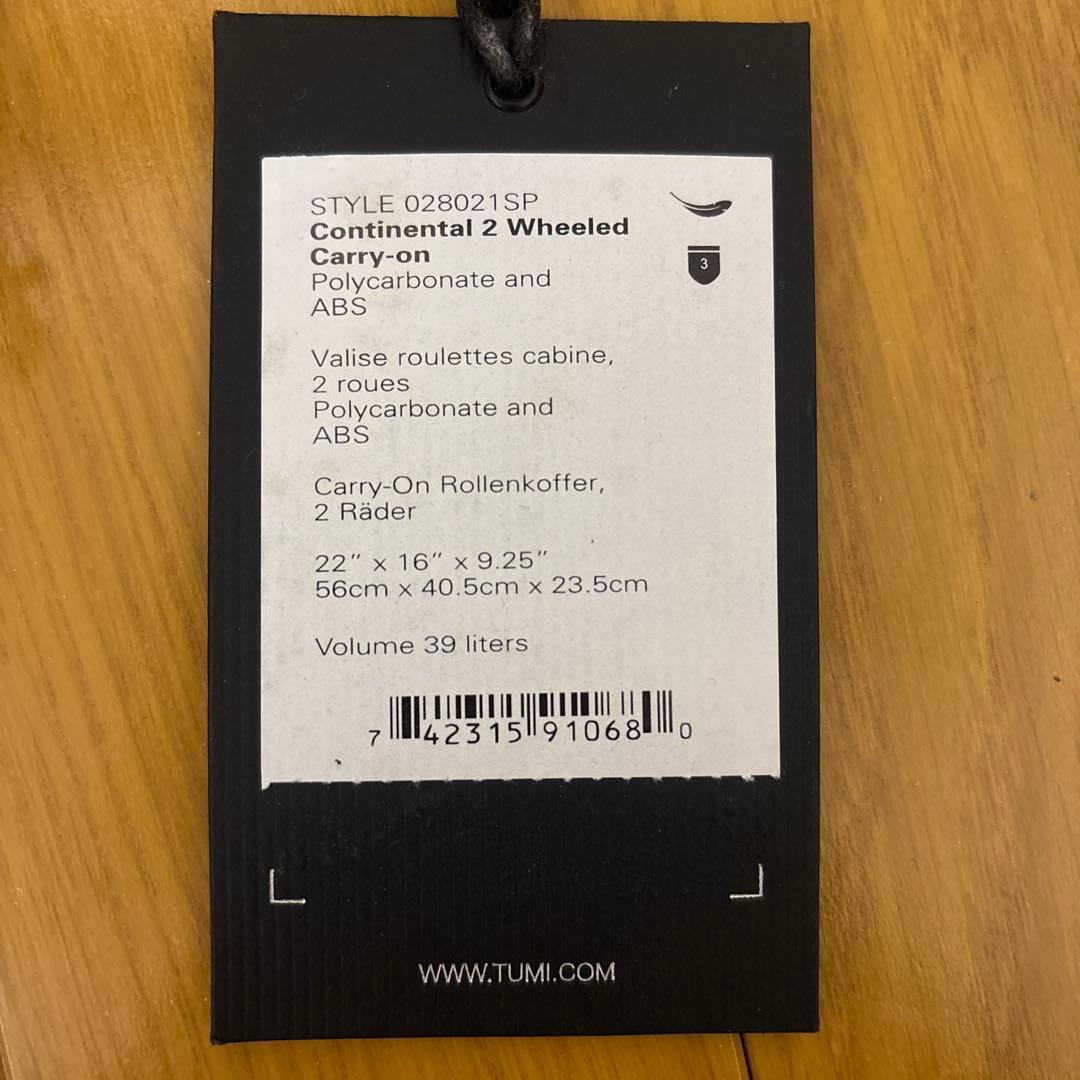 STYLE 028021SP
Continental 2 Wheeled
Carry-on
3
Polycarbonate and
ABS
Valise roulettes cabine,
2 roues
Polycarbonate and
ABS
Carry-On Rollenkoffer,
2 Räder
22" x 16" x 9.25"
56cm x 40.5cm x 23.5cm
Volume 39 liters
7 42315 91068 0
WWW.TUMI.COM